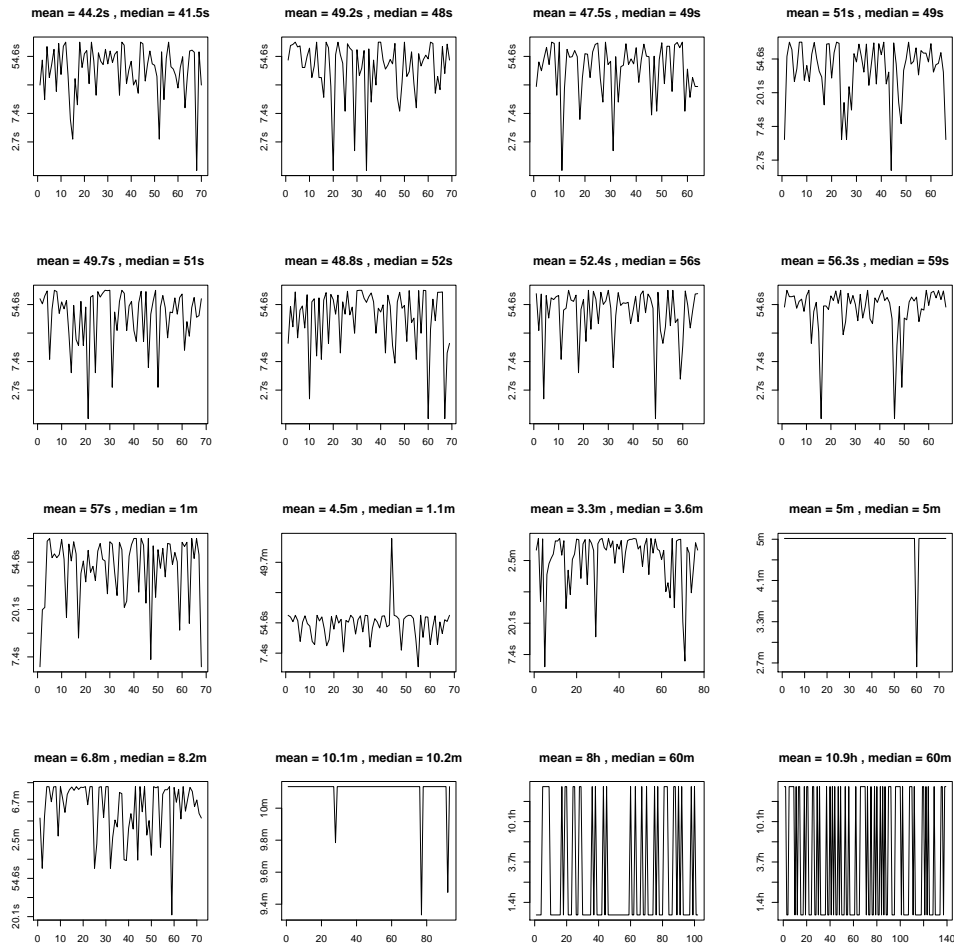 mean = 44.2s , median = 41.5s
54.6s
7.4s
2.7s
0 10 20 30 40 50 60 70
mean = 49.2s , median = 48s
54.6s
7.4s
2.7s
0 10 20 30 40 50 60 70
mean = 47.5s , median = 49s
54.6s
7.4s
2.7s
0 10 20 30 40 50 60
mean = 51s , median = 49s
54.6s
20.1s
7.4s
2.7s
0 10 20 30 40 50 60
mean = 49.7s , median = 51s
54.6s
7.4s
2.7s
0 10 20 30 40 50 60 70
mean = 48.8s , median = 52s
54.6s
7.4s
2.7s
0 10 20 30 40 50 60 70
mean = 52.4s , median = 56s
54.6s
7.4s
2.7s
0 10 20 30 40 50 60
mean = 56.3s , median = 59s
54.6s
7.4s
2.7s
0 10 20 30 40 50 60
mean = 57s , median = 1m
54.6s
20.1s
7.4s
0 10 20 30 40 50 60 70
mean = 4.5m , median = 1.1m
49.7m
54.6s
7.4s
0 10 20 30 40 50 60 70
mean = 3.3m , median = 3.6m
2.5m
20.1s
7.4s
0 20 40 60 80
mean = 5m , median = 5m
5m
4.1m
3.3m
2.7m
0 10 20 30 40 50 60 70
mean = 6.8m , median = 8.2m
6.7m
2.5m
54.6s
20.1s
0 10 20 30 40 50 60 70
mean = 10.1m , median = 10.2m
10m
9.8m
9.6m
9.4m
0 20 40 60 80
mean = 8h , median = 60m
10.1h
3.7h
1.4h
0 20 40 60 80 100
mean = 10.9h , median = 60m
10.1h
3.7h
1.4h
0 20 40 60 80 100 140